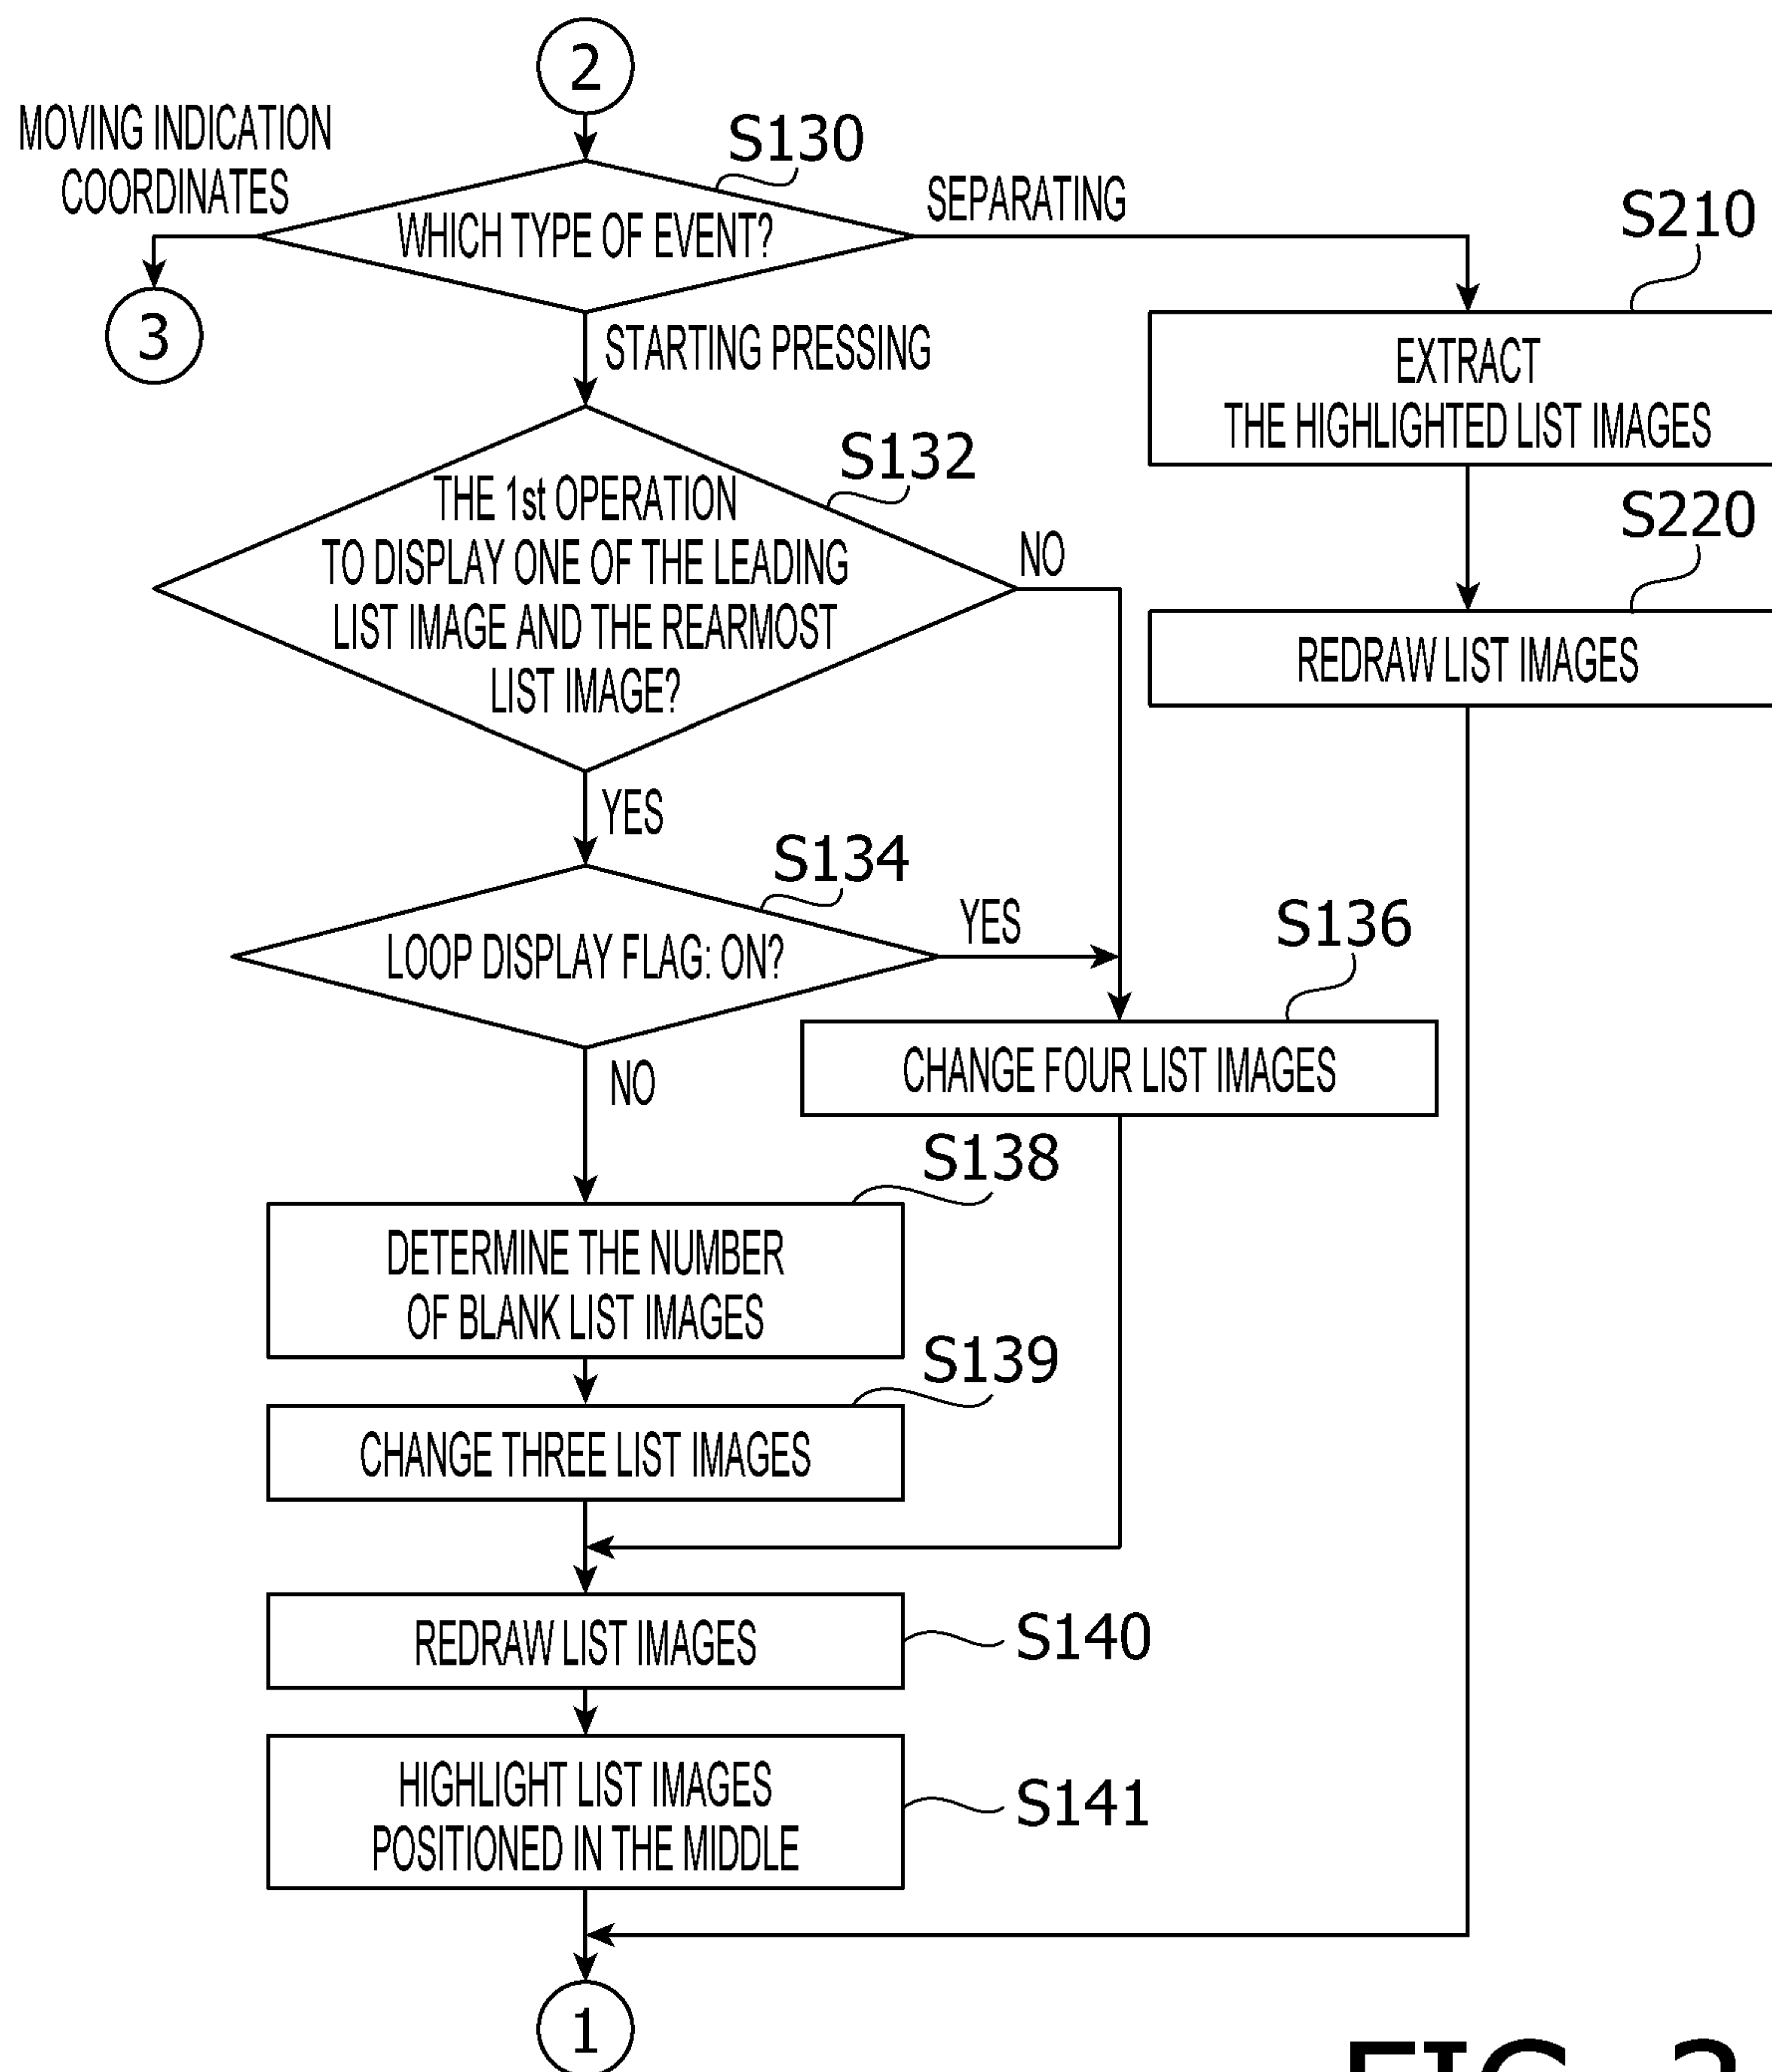 2
MOVING INDICATION
COORDINATES
S130
WHICH TYPE OF EVENT?
SEPARATING
S210
3
STARTING PRESSING
EXTRACT
THE HIGHLIGHTED LIST IMAGES
S132
THE 1st OPERATION
TO DISPLAY ONE OF THE LEADING
LIST IMAGE AND THE REARMOST
LIST IMAGE?
NO
S220
REDRAW LIST IMAGES
YES
S134
LOOP DISPLAY FLAG: ON?
YES
S136
CHANGE FOUR LIST IMAGES
NO
S138
DETERMINE THE NUMBER
OF BLANK LIST IMAGES
S139
CHANGE THREE LIST IMAGES
REDRAW LIST IMAGES
S140
HIGHLIGHT LIST IMAGES
POSITIONED IN THE MIDDLE
S141
1